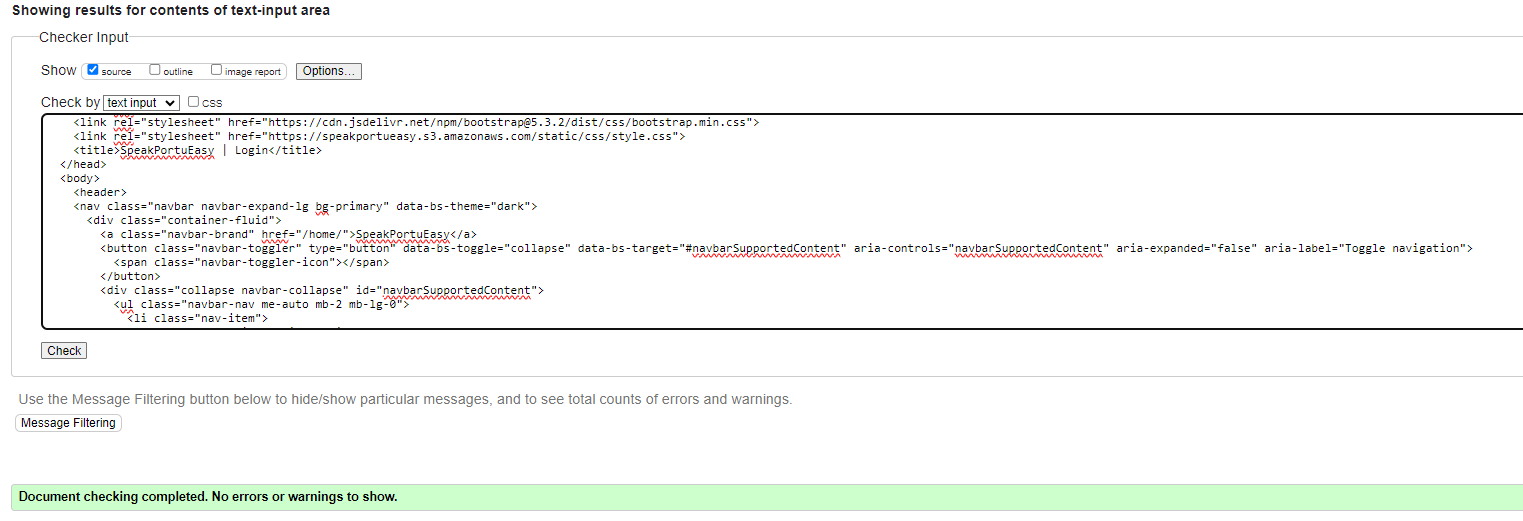 Showing results for contents of text-input area
Checker Input
Show source outline image report Options...
Check by text input css
<link rel="stylesheet" href="https://cdn.jsdelivr.net/npm/bootstrap@5.3.2/dist/css/bootstrap.min.css">
<link rel="stylesheet" href="https://speakportueasy.s3.amazonaws.com/static/css/style.css">
<title>SpeakPortuEasy | Login</title>
</head>
<body>
<header>
<nav class="navbar navbar-expand-lg bg-primary" data-bs-theme="dark">
<div class="container-fluid">
<a class="navbar-brand" href="/home/">SpeakPortuEasy</a>
<button class="navbar-toggler" type="button" data-bs-toggle="collapse" data-bs-target="#navbarSupportedContent" aria-controls="navbarSupportedContent" aria-expanded="false" aria-label="Toggle navigation">
<span class="navbar-toggler-icon"></span>
</button>
<div class="collapse navbar-collapse" id="navbarSupportedContent">
<ul class="navbar-nav me-auto mb-2 mb-lg-0">
<li class="nav-item">
Check
Use the Message Filtering button below to hide/show particular messages, and to see total counts of errors and warnings.
Message Filtering
Document checking completed. No errors or warnings to show.